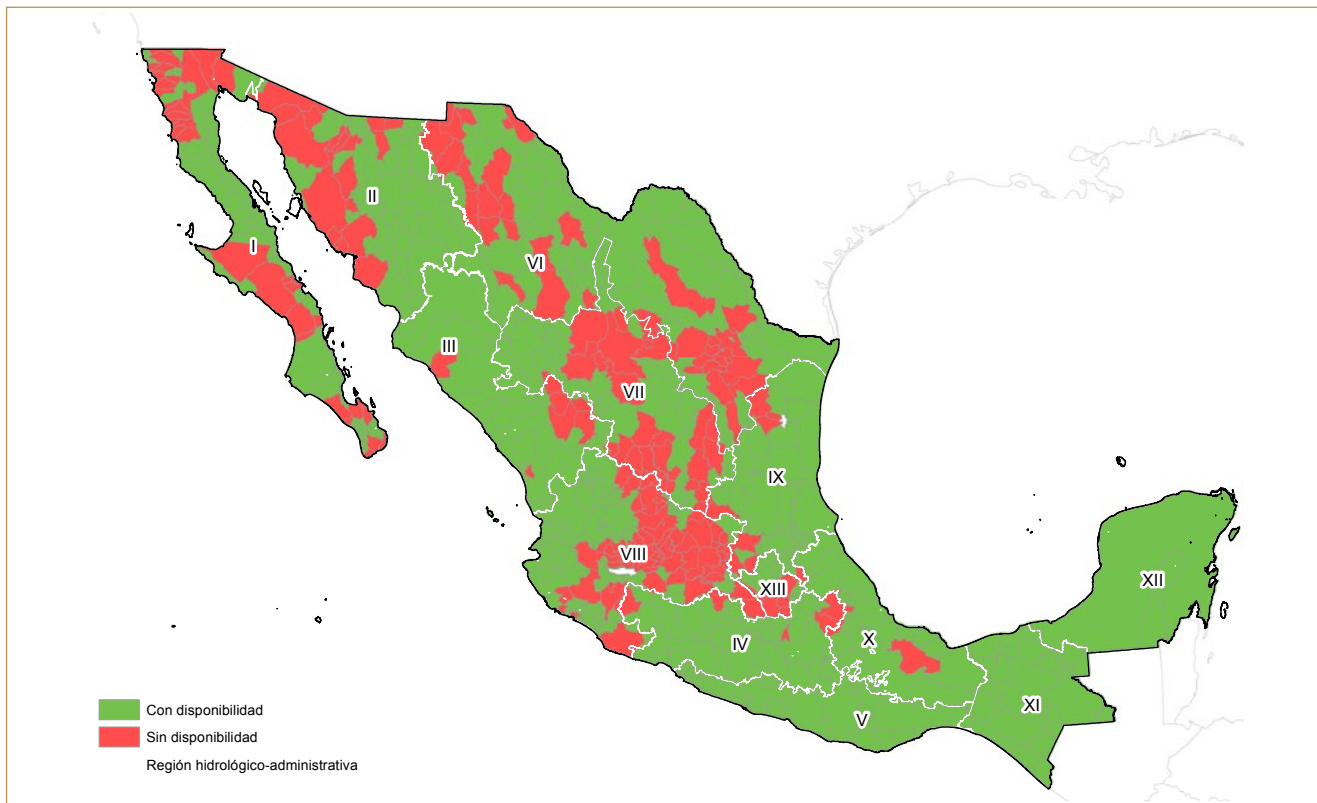 I
II
III
VI
VII
VIII
IX
XIII
IV
X
V
XI
XII
Con disponibilidad
Sin disponibilidad
Región hidrológico-administrativa